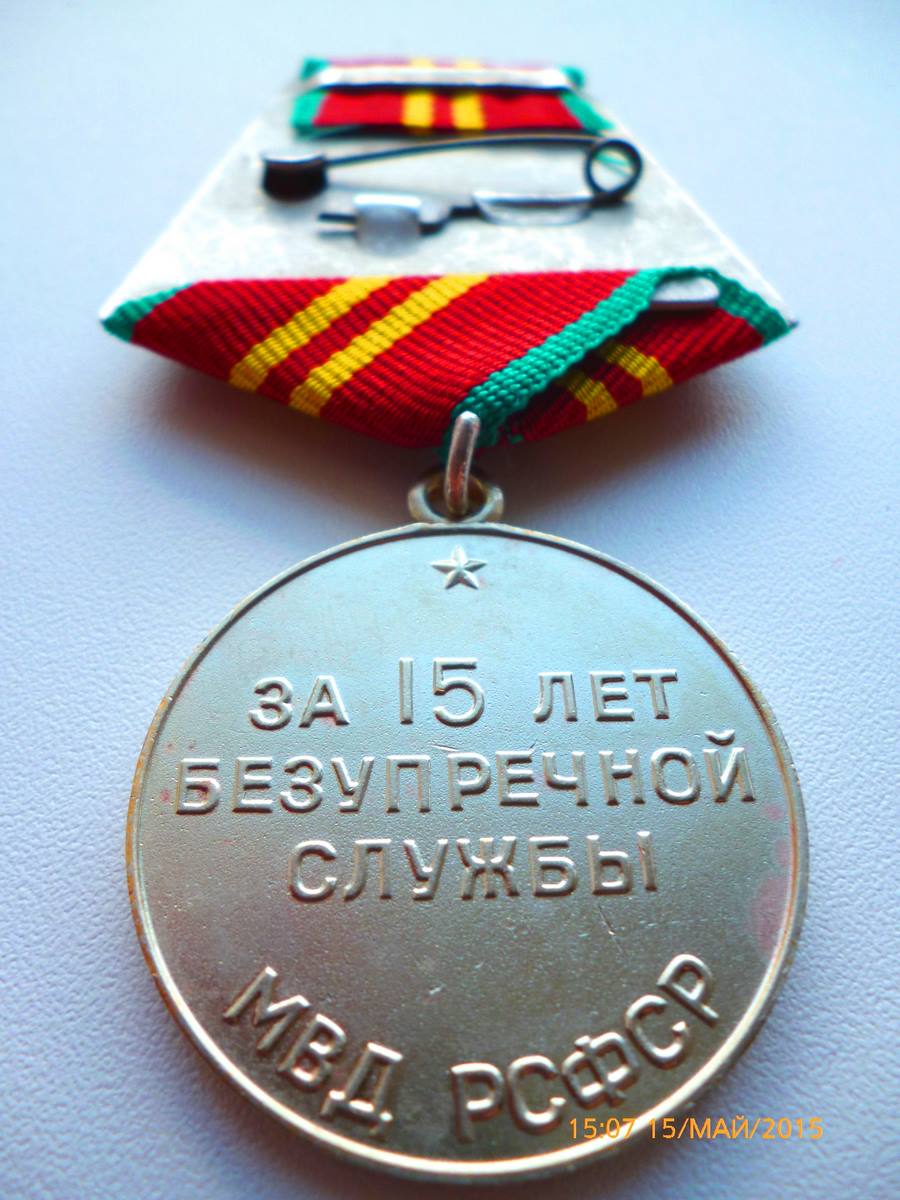 ЗА 15 ЛЕТ
БЕЗУПРЕЧНОЙ
СЛУЖБЫ
МВД РСФСР
15:07 15/МАЙ/2015